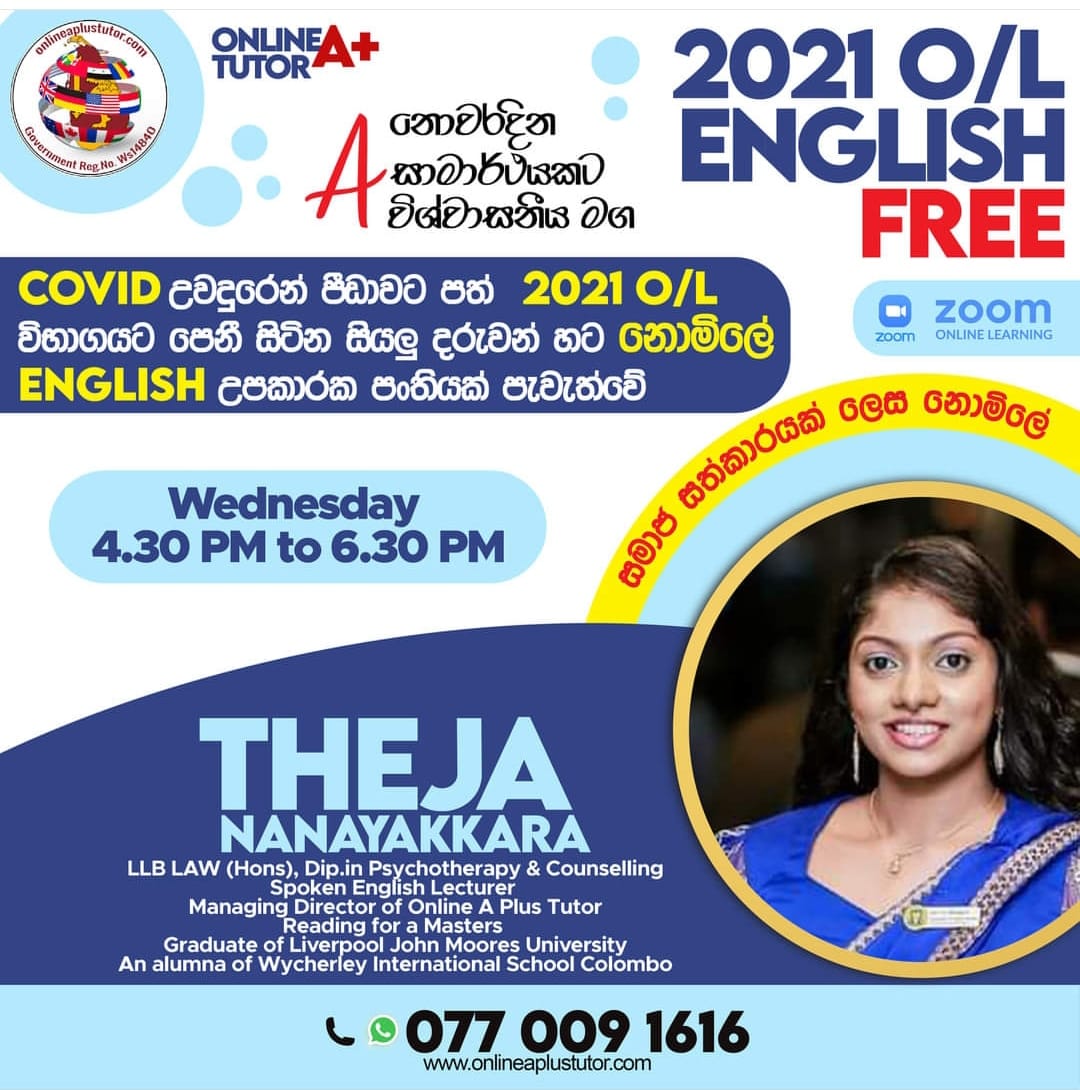 onlineaplustutor.com
Government Reg.No. Ws14840
ONLINE A+
TUTOR
2021 O/L
ENGLISH
FREE
A නොවරදින
සාමාර්ථයකට
විශ්වාසනීය මග
COVID උවදුරෙන් පීඩාවට පත් 2021 O/L
විභාගයට පෙනී සිටින සියලු දරුවන් හට නොමිලේ
ENGLISH උපකාරක පංතියක් පැවැත්වේ
zoom
zoom
ONLINE LEARNING
සමාජ සත්කාරයක් ලෙස නොමිලේ
Wednesday
4.30 PM to 6.30 PM
THEJA
NANAYAKKARA
LLB LAW (Hons), Dip.in Psychotherapy & Counselling
Spoken English Lecturer
Managing Director of Online A Plus Tutor
Reading for a Masters
Graduate of Liverpool John Moores University
An alumna of Wycherley International School Colombo
077 009 1616
www.onlineaplustutor.com